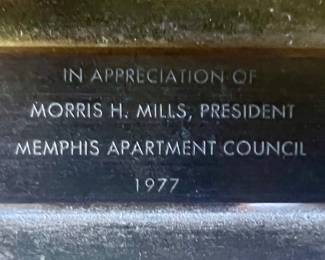 IN APPRECIATION OF
MORRIS H. MILLS, PRESIDENT
MEMPHIS APARTMENT COUNCIL
1977